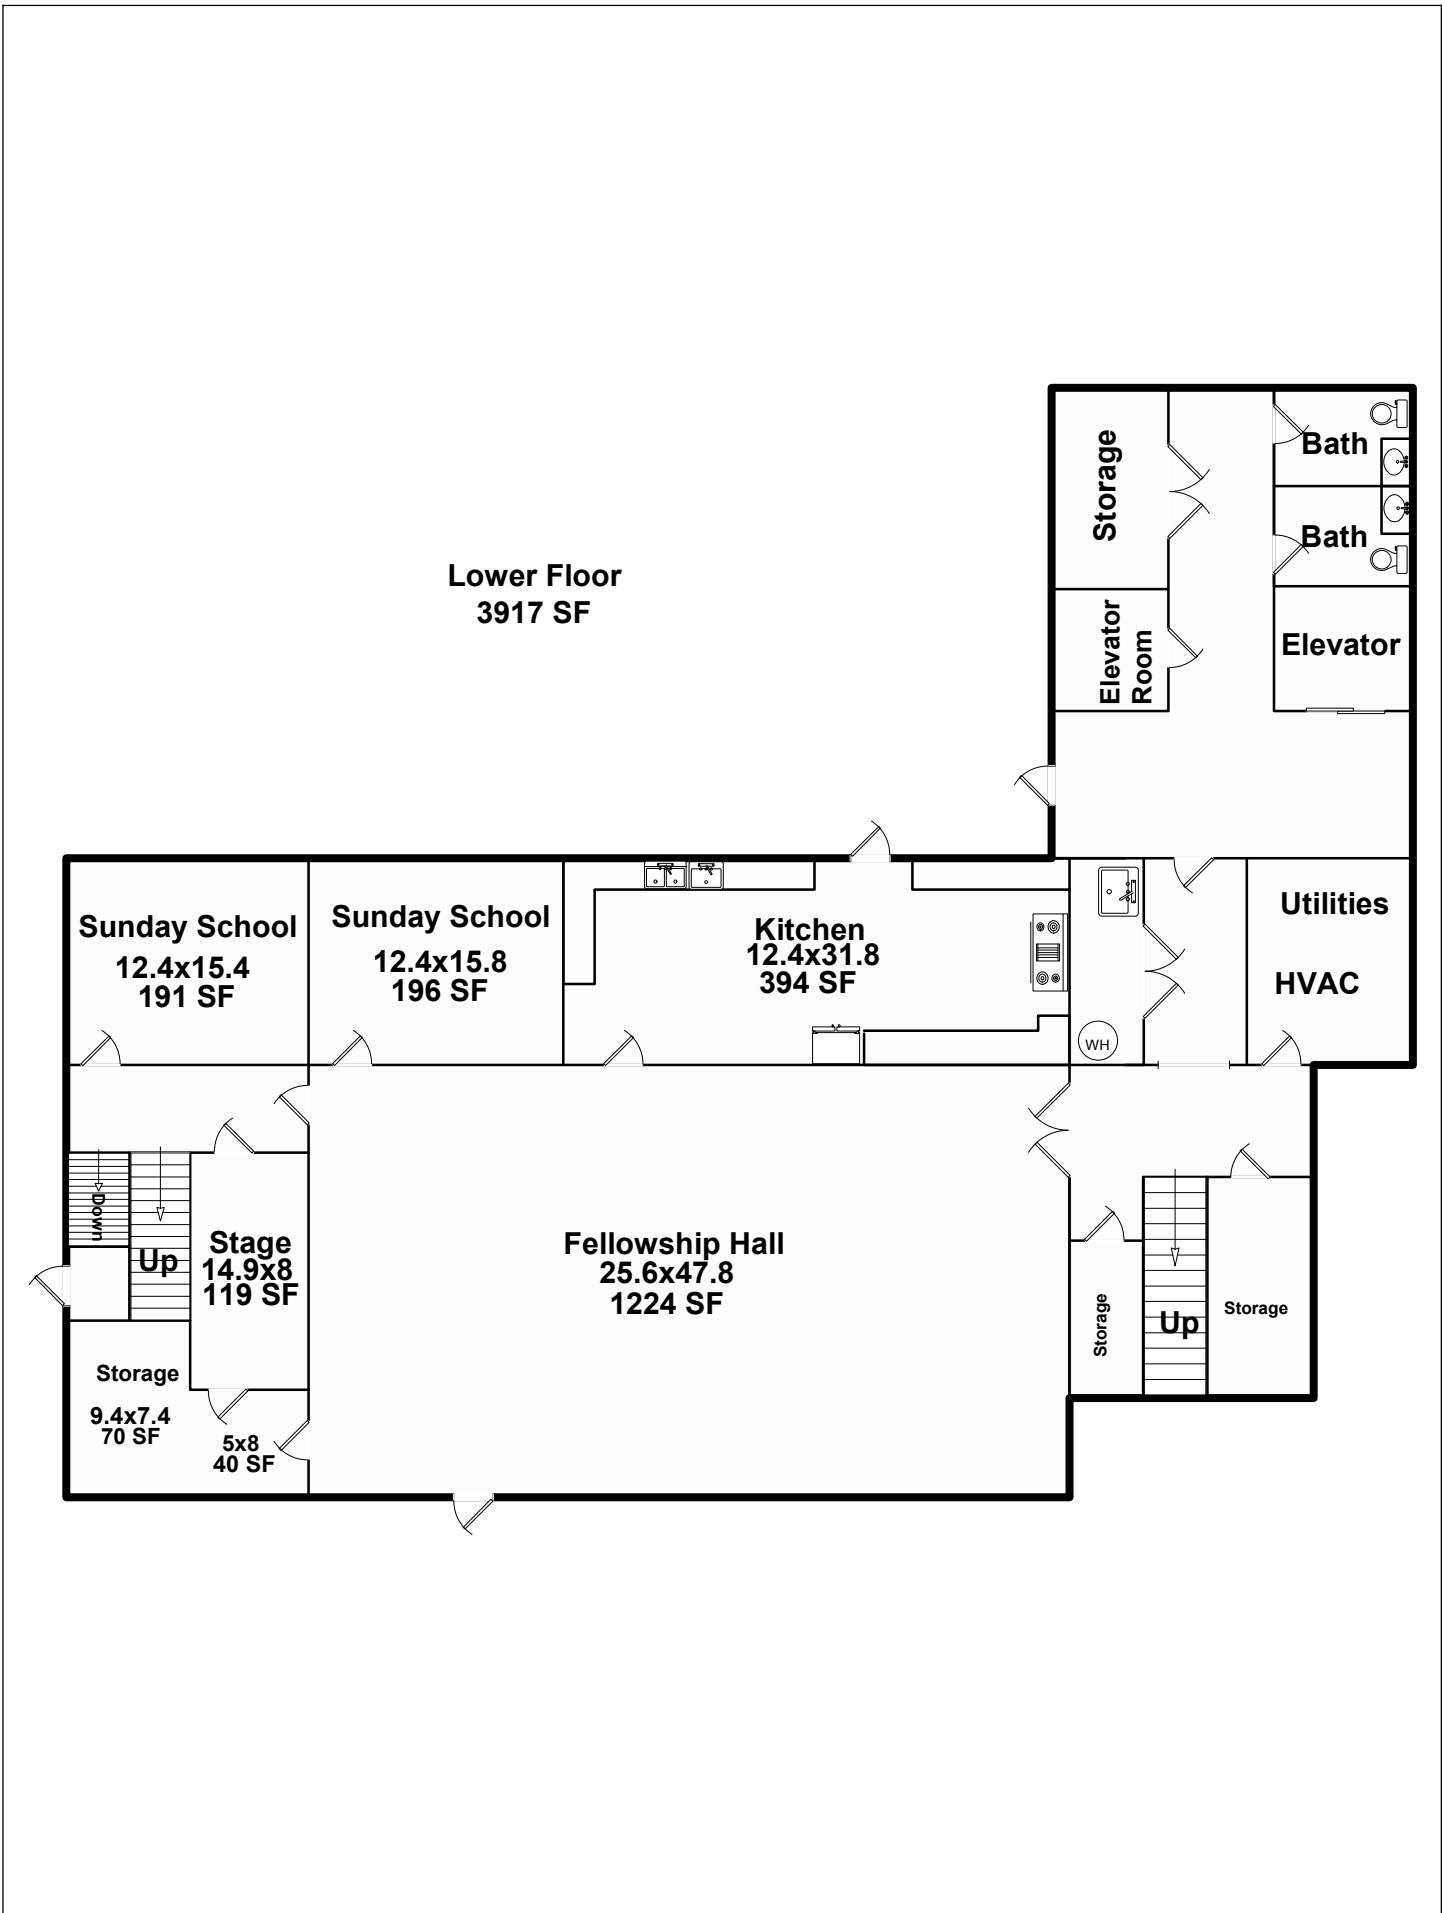 Lower Floor
3917 SF
Storage
Bath
Bath
Elevator
Room
Elevator
Sunday School
12.4x15.4
191 SF
Sunday School
12.4x15.8
196 SF
Kitchen
12.4x31.8
394 SF
WH
Utilities
HVAC
Down
Up
Stage
14.9x8
119 SF
Fellowship Hall
25.6x47.8
1224 SF
Storage
Up
Storage
Storage
9.4x7.4
70 SF
5x8
40 SF